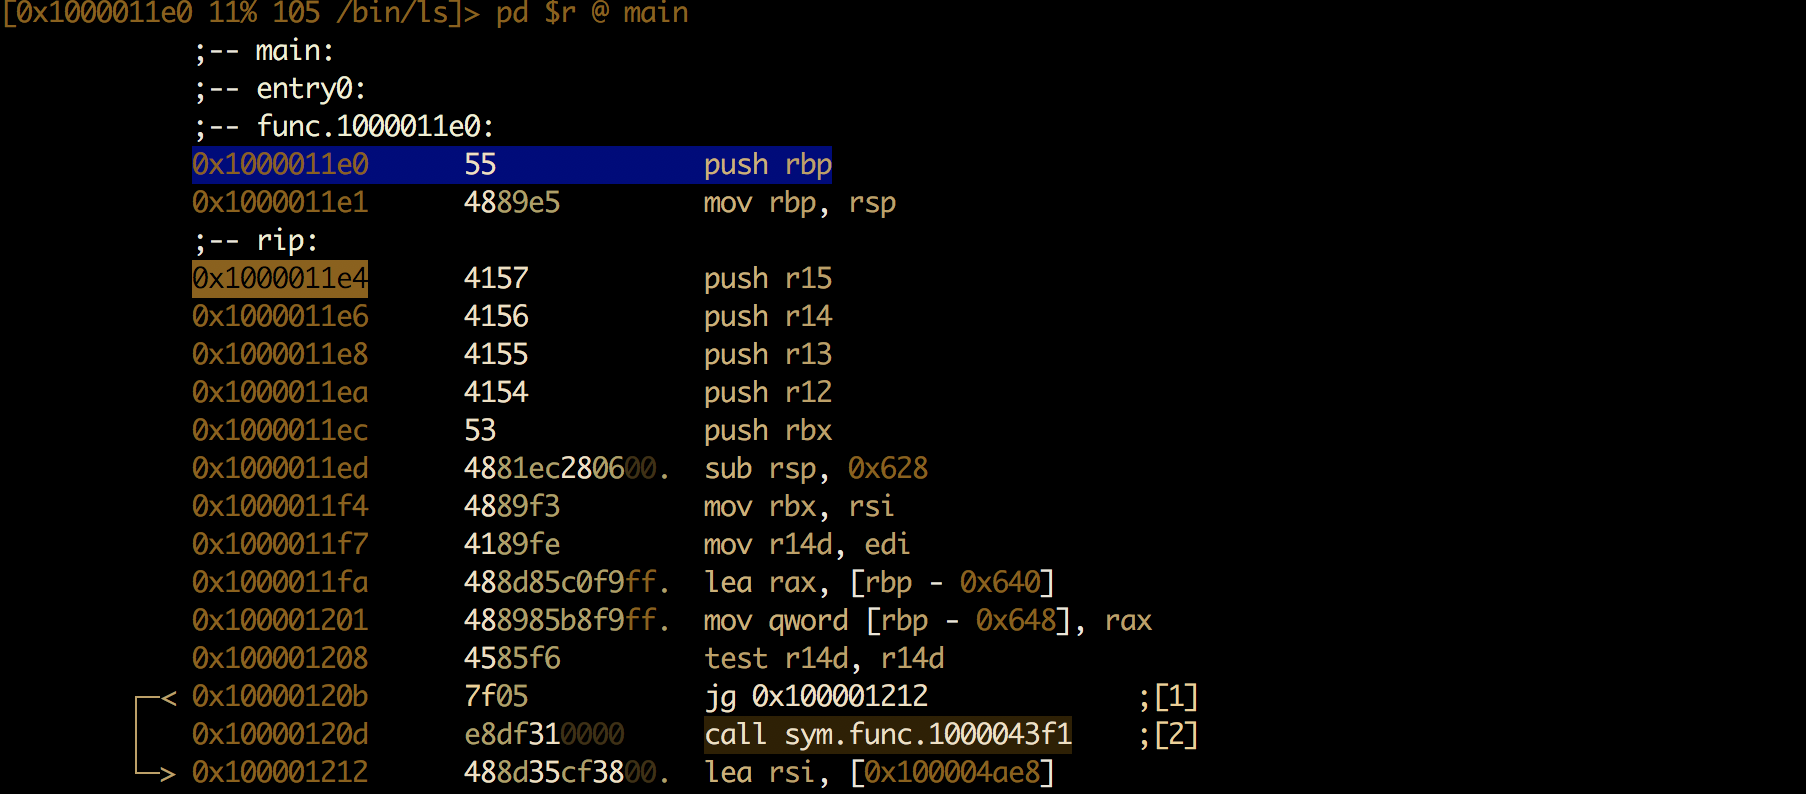 [0x1000011e0 11% 105 /bin/ls]> pd $r @ main
;-- main:
;-- entry0:
;-- func.1000011e0:
0x1000011e0 55 push rbp
0x1000011e1 4889e5 mov rbp, rsp
;-- rip:
0x1000011e4 4157 push r15
0x1000011e6 4156 push r14
0x1000011e8 4155 push r13
0x1000011ea 4154 push r12
0x1000011ec 53 push rbx
0x1000011ed 4881ec280600. sub rsp, 0x628
0x1000011f4 4889f3 mov rbx, rsi
0x1000011f7 4189fe mov r14d, edi
0x1000011fa 488d85c0f9ff. lea rax, [rbp - 0x640]
0x100001201 488985b8f9ff. mov qword [rbp - 0x648], rax
0x100001208 4585f6 test r14d, r14d
< 0x10000120b 7f05 jg 0x100001212 ;[1]
0x10000120d e8df310000 call sym.func.1000043f1 ;[2]
> 0x100001212 488d35cf3800. lea rsi, [0x100004ae8]